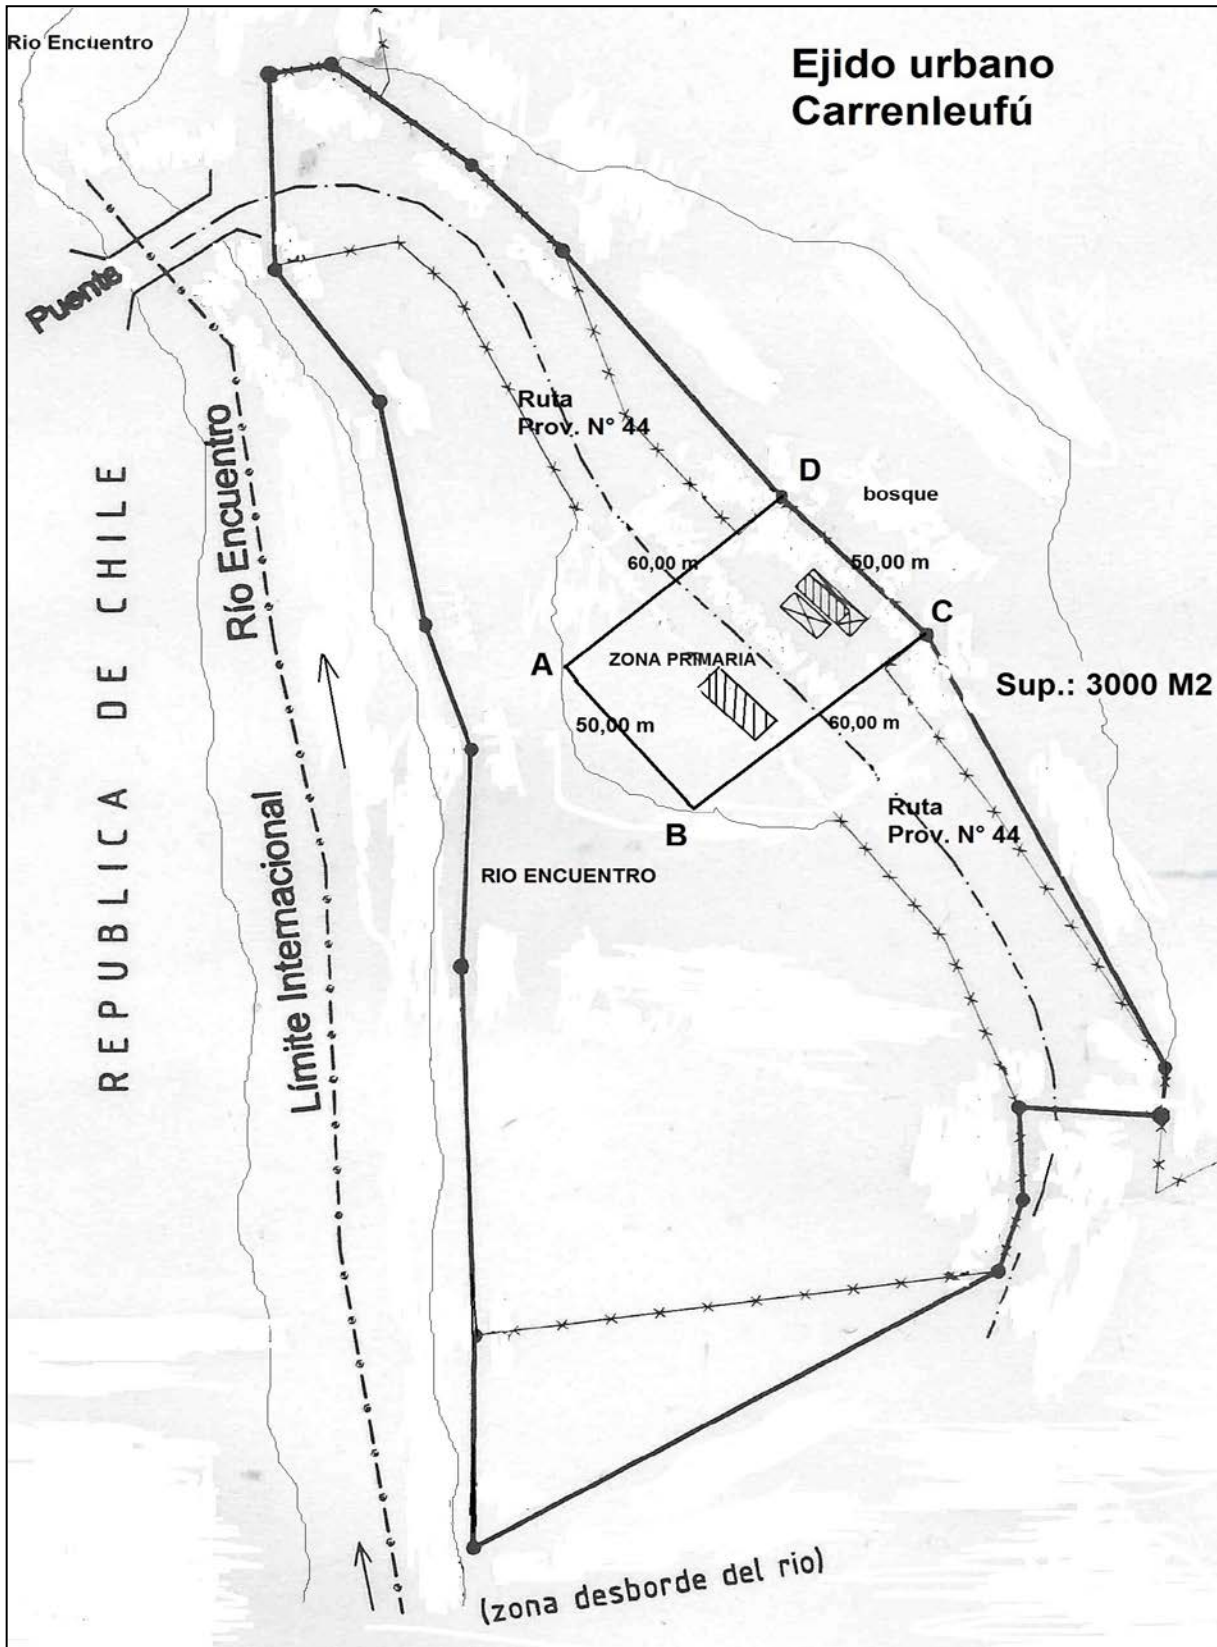 Rio Encuentro
Ejido urbano
Carrenleufú
Puente
Ruta
Prov. N° 44
D
bosque
60,00 m
50,00 m
C
A
ZONA PRIMARIA
Sup.: 3000 M2
50,00 m
60,00 m
B
Ruta
Prov. N° 44
RIO ENCUENTRO
Río Encuentro
Límite Internacional
REPUBLICA DE CHILE
(zona desborde del rio)